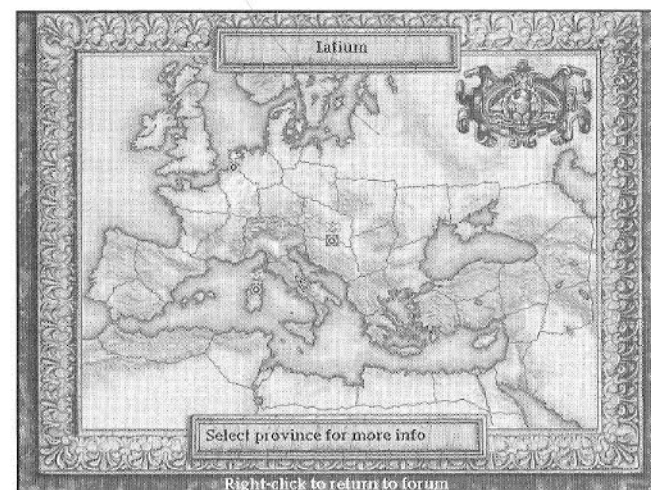 Latium
Select province for more info
Right-click to return to forum